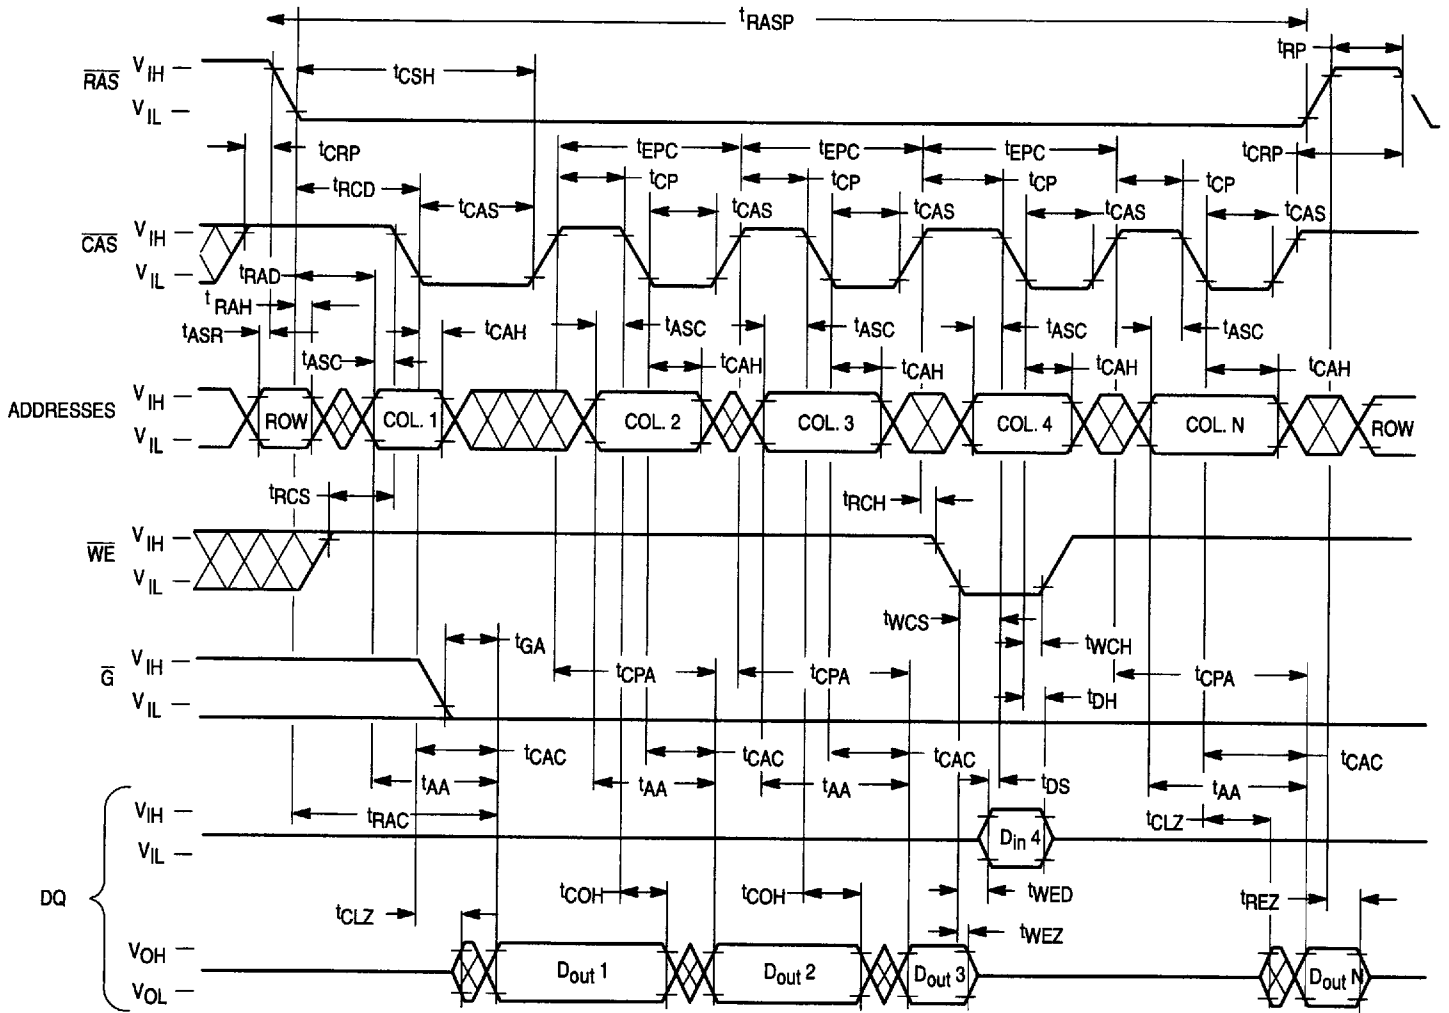 tRASP
tRP
RAS VIH
VIL
tCSH
tCRP tEPC tEPC tEPC tCRP
tRCD tCP tCP tCP tCP
tCAS tCAS tCAS tCAS tCAS
CAS VIH
VIL tRAD
tRAH
tASR tCAH tASC tASC tASC tASC
tASC tCAH tCAH tCAH tCAH
ADDRESSES VIH
VIL
ROW COL. 1 COL. 2 COL. 3 COL. 4 COL. N ROW
tRCS tRCH
WE VIH
VIL
tWCS tWCH
tGA
G VIH
VIL
tCPA tCPA tCPA
tDH
tCAC tCAC tCAC tCAC
tAA tAA tAA tDS tAA
VIH tRAC tCLZ
VIL Din 4
DQ
tCOH tCOH tWED tREZ
tCLZ tWEZ
VOH
VOL
Dout 1 Dout 2 Dout 3 Dout N